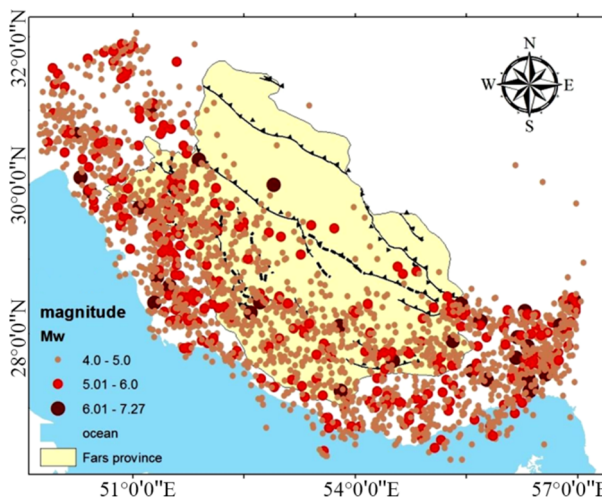 32°0'0"N
30°0'0"N
28°0'0"N
N
W
E
S
magnitude
Mw
4.0 - 5.0
5.01 - 6.0
6.01 - 7.27
ocean
Fars province
51°0'0"E
54°0'0"E
57°0'0"E